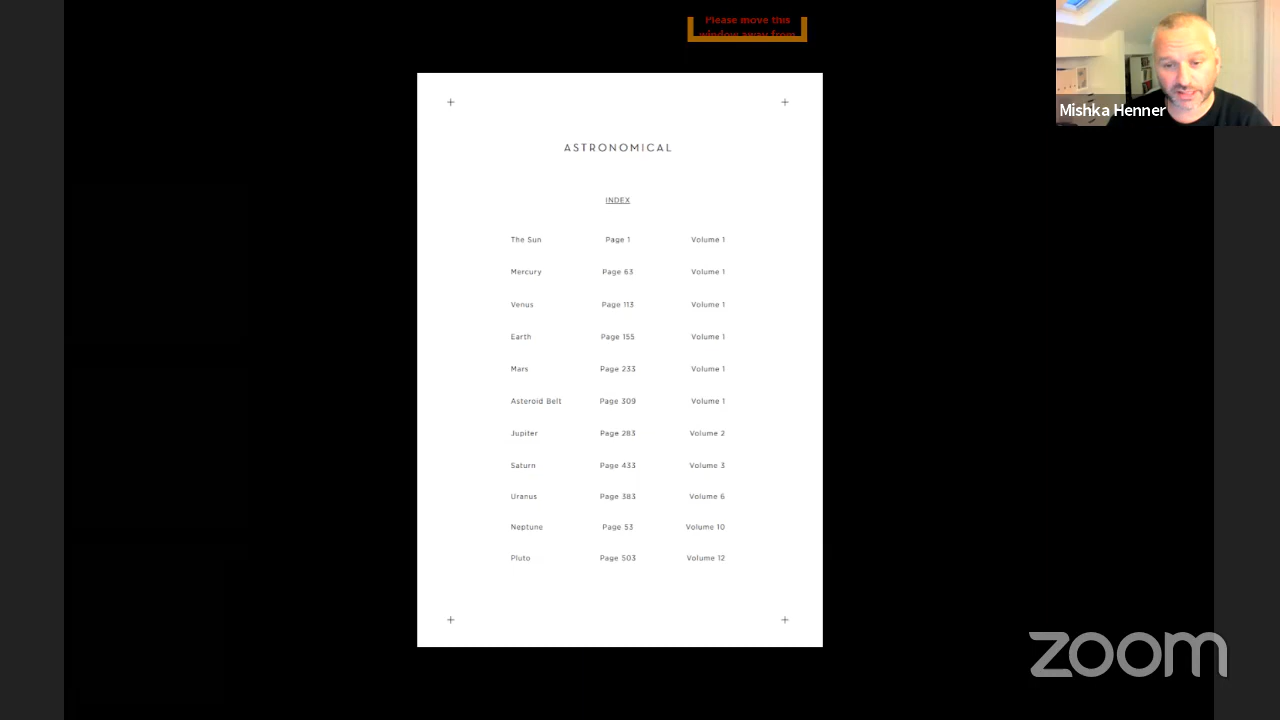 Please move this
window away from
Mishka Henner
ASTRONOMICAL
INDEX
The Sun Page 1 Volume 1
Mercury Page 63 Volume 1
Venus Page 113 Volume 1
Earth Page 155 Volume 1
Mars Page 233 Volume 1
Asteroid Belt Page 309 Volume 1
Jupiter Page 283 Volume 2
Saturn Page 433 Volume 3
Uranus Page 383 Volume 6
Neptune Page 53 Volume 10
Pluto Page 503 Volume 12
zoom